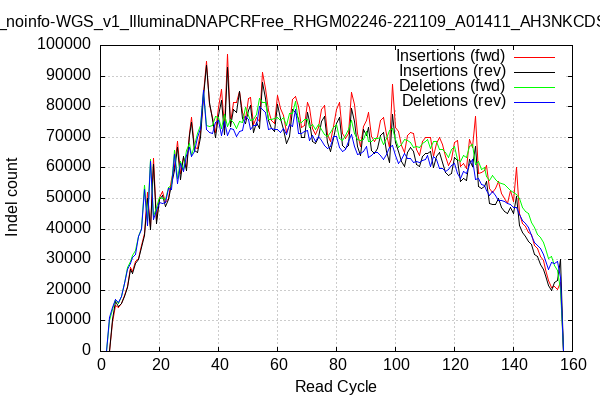 _noinfo-WGS_v1_IlluminaDNAPCRFree_RHGM02246-221109_A01411_AH3NKCDS
Insertions (fwd)
Insertions (rev)
Deletions (fwd)
Deletions (rev)
100000
90000
80000
70000
60000
50000
40000
30000
20000
10000
0
Indel count
0 20 40 60 80 100 120 140 160
Read Cycle